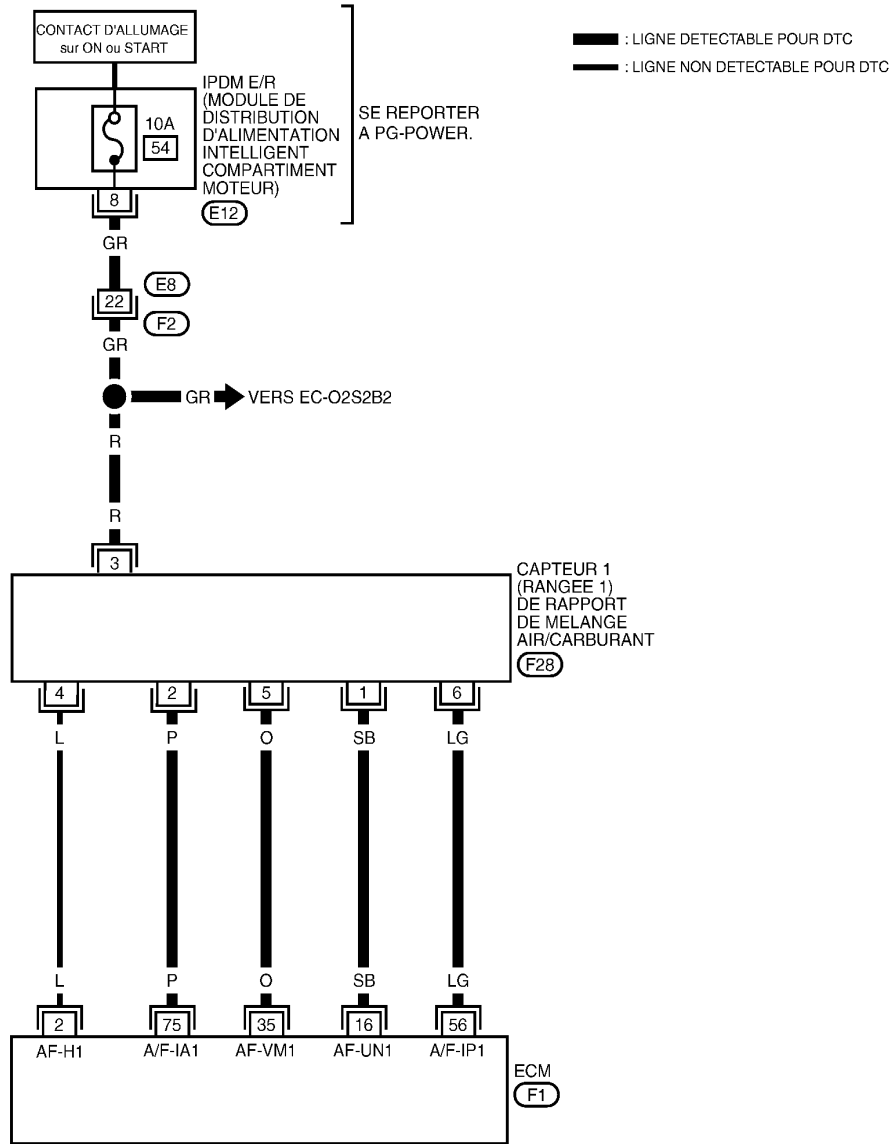 CONTACT D'ALLUMAGE
sur ON ou START
: LIGNE DETECTABLE POUR DTC
: LIGNE NON DETECTABLE POUR DTC
IPDM E/R
(MODULE DE
DISTRIBUTION
D'ALIMENTATION
INTELLIGENT
COMPARTIMENT
MOTEUR)
E12
SE REPORTER
A PG-POWER.
10A
54
8
GR
E8
22
F2
GR
GR
VERS EC-O2S2B2
R
R
3
CAPTEUR 1
(RANGEE 1)
DE RAPPORT
DE MELANGE
AIR/CARBURANT
F28
4 2 5 1 6
L P O SB LG
L P O SB LG
2 75 35 16 56
AF-H1 A/F-IA1 AF-VM1 AF-UN1 A/F-IP1
ECM
F1